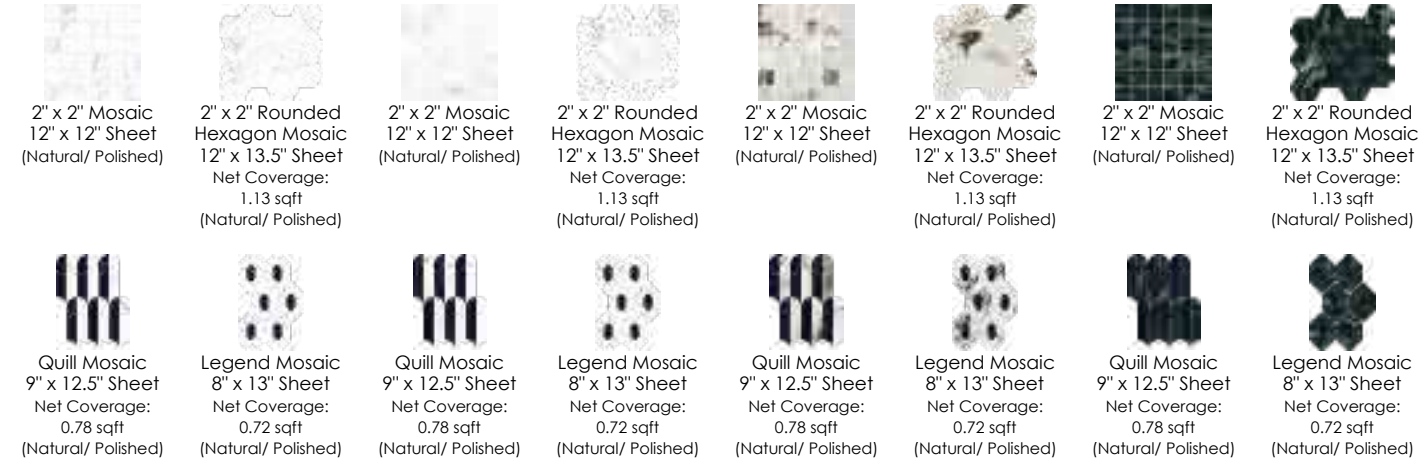 2" x 2" Mosaic
12" x 12" Sheet
(Natural/ Polished)
2" x 2" Rounded
Hexagon Mosaic
12" x 13.5" Sheet
Net Coverage:
1.13 sqft
(Natural/ Polished)
2" x 2" Mosaic
12" x 12" Sheet
(Natural/ Polished)
2" x 2" Rounded
Hexagon Mosaic
12" x 13.5" Sheet
Net Coverage:
1.13 sqft
(Natural/ Polished)
2" x 2" Mosaic
12" x 12" Sheet
(Natural/ Polished)
2" x 2" Rounded
Hexagon Mosaic
12" x 13.5" Sheet
Net Coverage:
1.13 sqft
(Natural/ Polished)
2" x 2" Mosaic
12" x 12" Sheet
(Natural/ Polished)
2" x 2" Rounded
Hexagon Mosaic
12" x 13.5" Sheet
Net Coverage:
1.13 sqft
(Natural/ Polished)
Quill Mosaic
9" x 12.5" Sheet
Net Coverage:
0.78 sqft
(Natural/ Polished)
Legend Mosaic
8" x 13" Sheet
Net Coverage:
0.72 sqft
(Natural/ Polished)
Quill Mosaic
9" x 12.5" Sheet
Net Coverage:
0.78 sqft
(Natural/ Polished)
Legend Mosaic
8" x 13" Sheet
Net Coverage:
0.72 sqft
(Natural/ Polished)
Quill Mosaic
9" x 12.5" Sheet
Net Coverage:
0.78 sqft
(Natural/ Polished)
Legend Mosaic
8" x 13" Sheet
Net Coverage:
0.72 sqft
(Natural/ Polished)
Quill Mosaic
9" x 12.5" Sheet
Net Coverage:
0.78 sqft
(Natural/ Polished)
Legend Mosaic
8" x 13" Sheet
Net Coverage:
0.72 sqft
(Natural/ Polished)